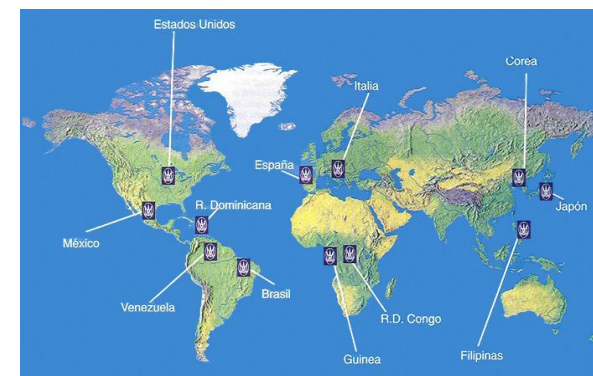 Estados Unidos
Corea
Italia
España
R. Dominicana
Japón
México
Venezuela
Brasil
R.D. Congo
Guinea
Filipinas